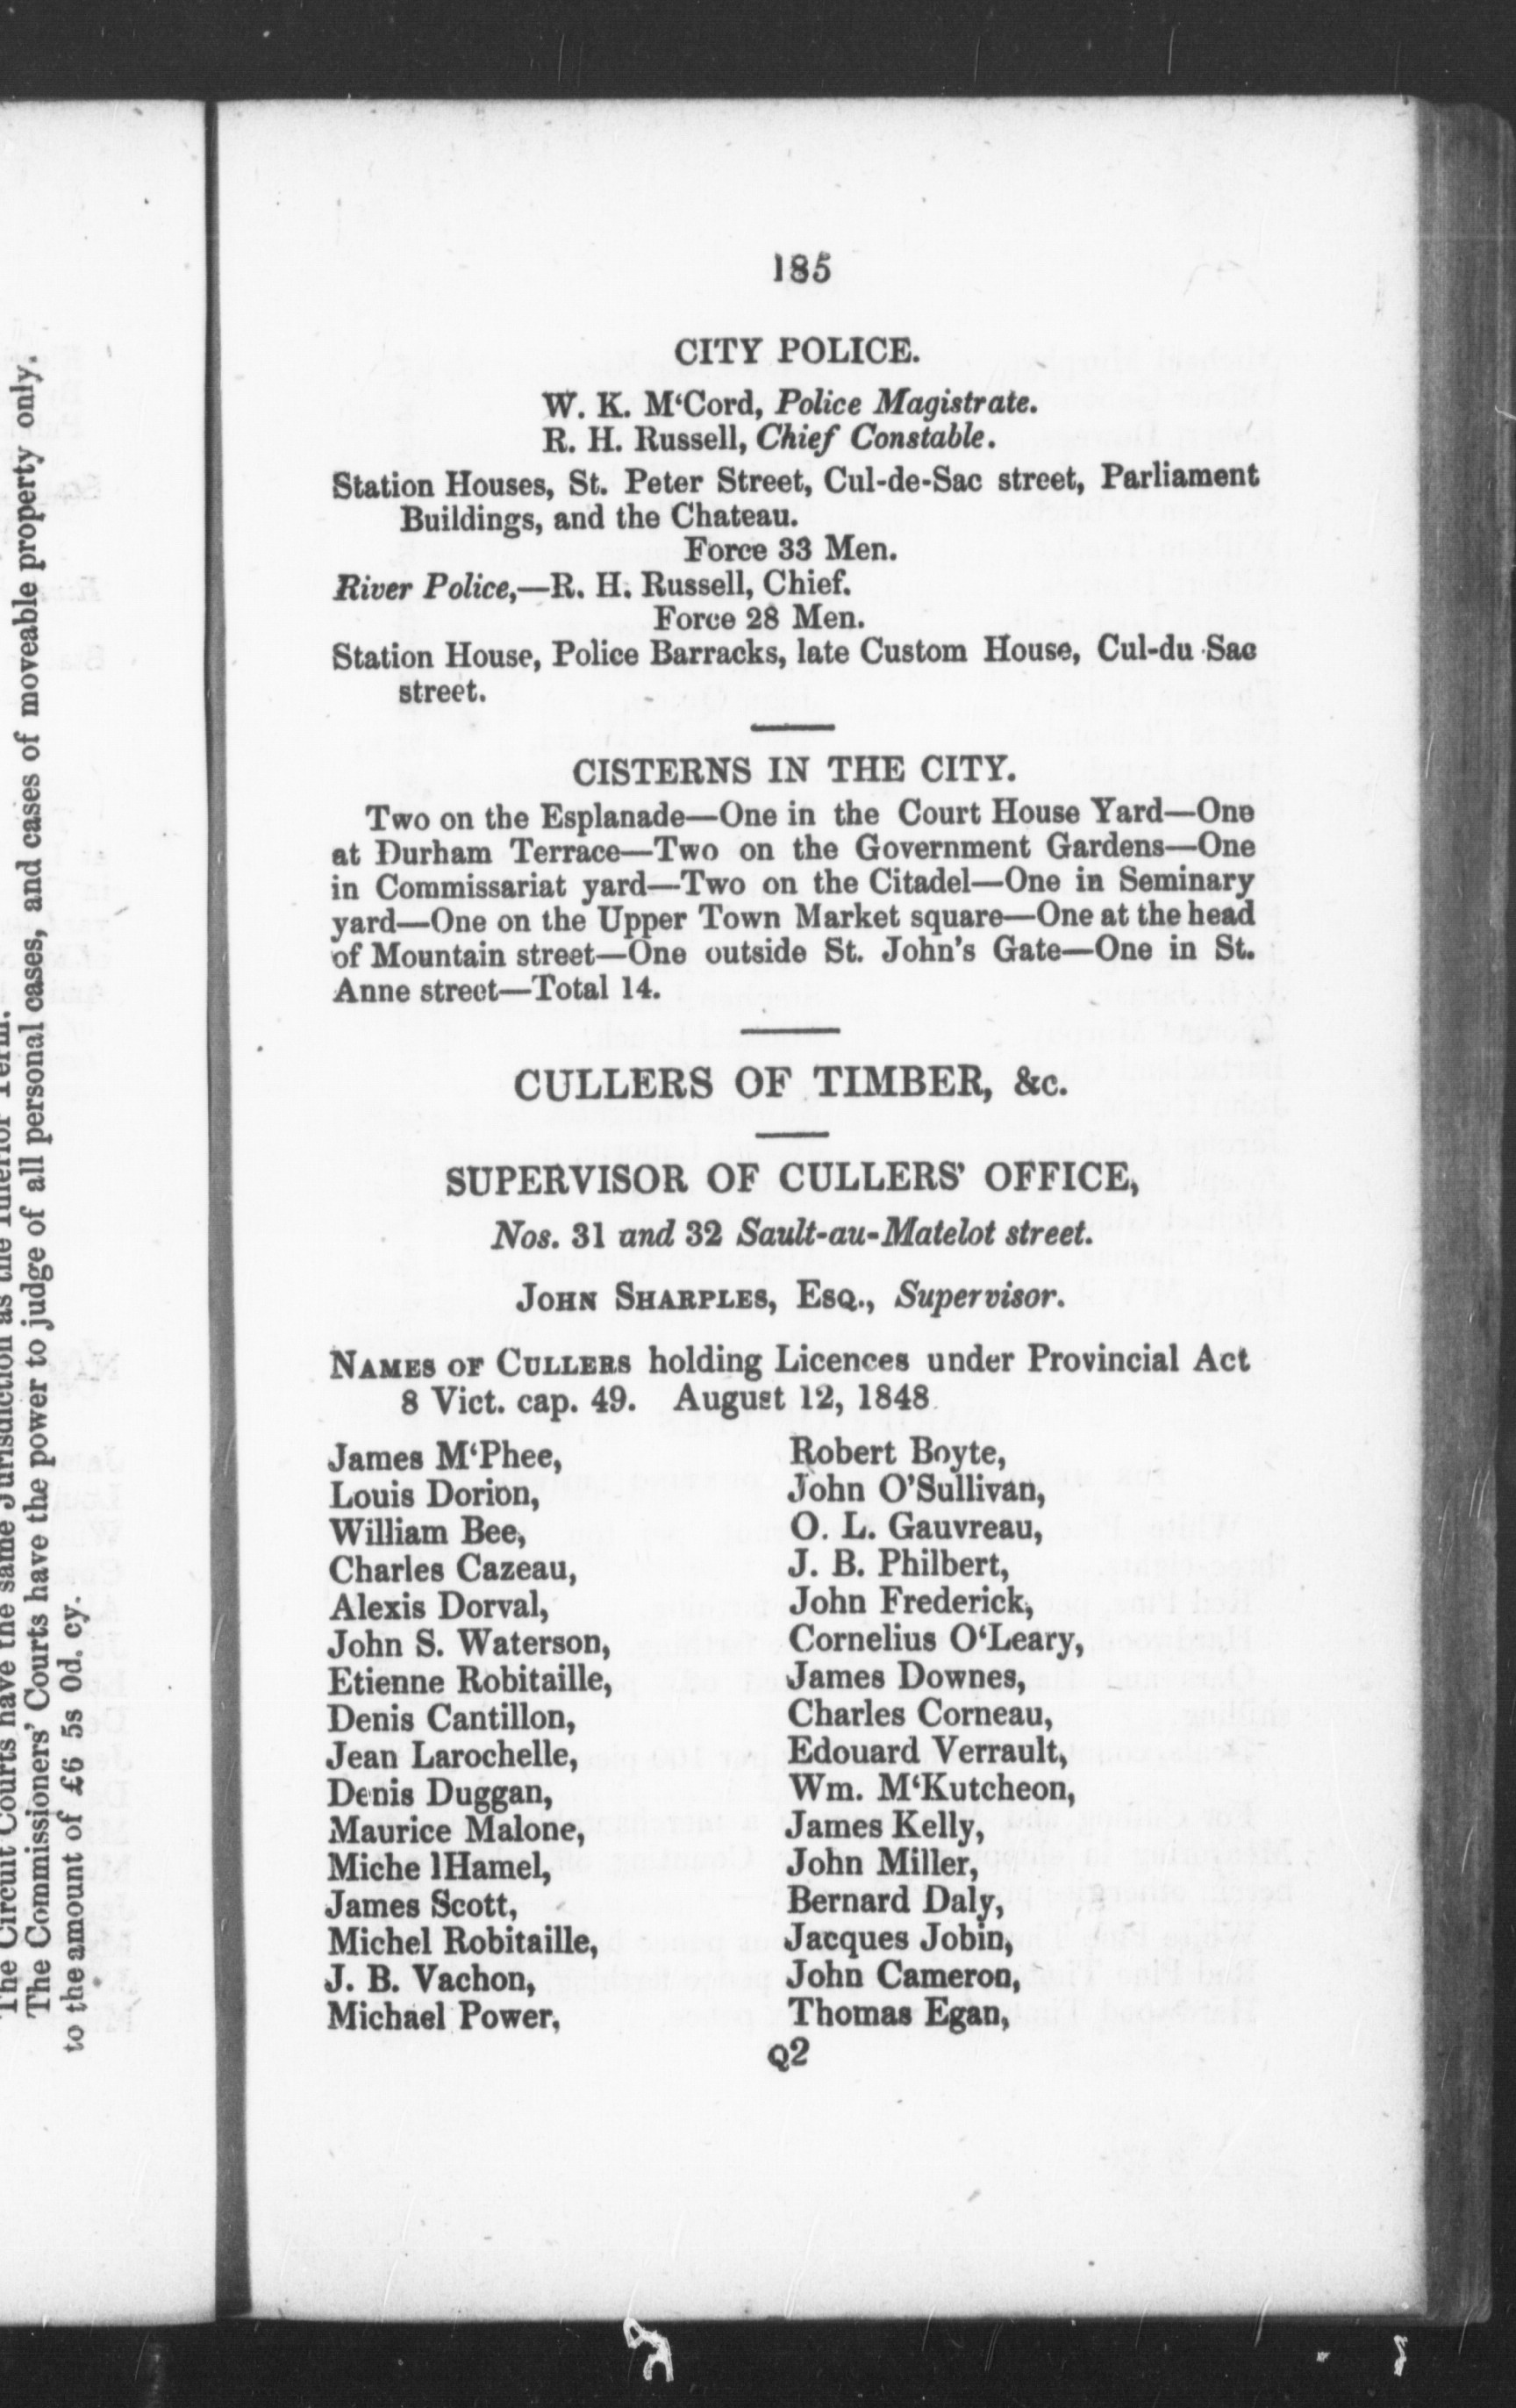 The Circuit Courts have the same Jurisdiction as the Inferior Term.
The Commissioners' Courts have the power to judge of all personal cases, and cases of moveable property only.
to the amount of £6 5s 0d. cy.
185
CITY POLICE.
W. K. M‘Cord, Police Magistrate.
R. H. Russell, Chief Constable.
Station Houses, St. Peter Street, Cul-de-Sac street, Parliament
Buildings, and the Chateau.
Force 33 Men.
River Police,—R. H. Russell, Chief.
Force 28 Men.
Station House, Police Barracks, late Custom House, Cul-du Sac
street.
CISTERNS IN THE CITY.
Two on the Esplanade—One in the Court House Yard—One
at Durham Terrace—Two on the Government Gardens—One
in Commissariat yard—Two on the Citadel—One in Seminary
yard—One on the Upper Town Market square—One at the head
of Mountain street—One outside St. John's Gate—One in St.
Anne street—Total 14.
CULLERS OF TIMBER, &c.
SUPERVISOR OF CULLERS' OFFICE,
Nos. 31 and 32 Sault-au-Matelot street.
John Sharples, Esq., Supervisor.
Names of Cullers holding Licences under Provincial Act
8 Vict. cap. 49. August 12, 1848
James M‘Phee,
Louis Dorion,
William Bee,
Charles Cazeau,
Alexis Dorval,
John S. Waterson,
Etienne Robitaille,
Denis Cantillon,
Jean Larochelle,
Denis Duggan,
Maurice Malone,
Miche lHamel,
James Scott,
Michel Robitaille,
J. B. Vachon,
Michael Power,
Robert Boyte,
John O'Sullivan,
O. L. Gauvreau,
J. B. Philbert,
John Frederick,
Cornelius O‘Leary,
James Downes,
Charles Corneau,
Edouard Verrault,
Wm. M‘Kutcheon,
James Kelly,
John Miller,
Bernard Daly,
Jacques Jobin,
John Cameron,
Thomas Egan,
Q2